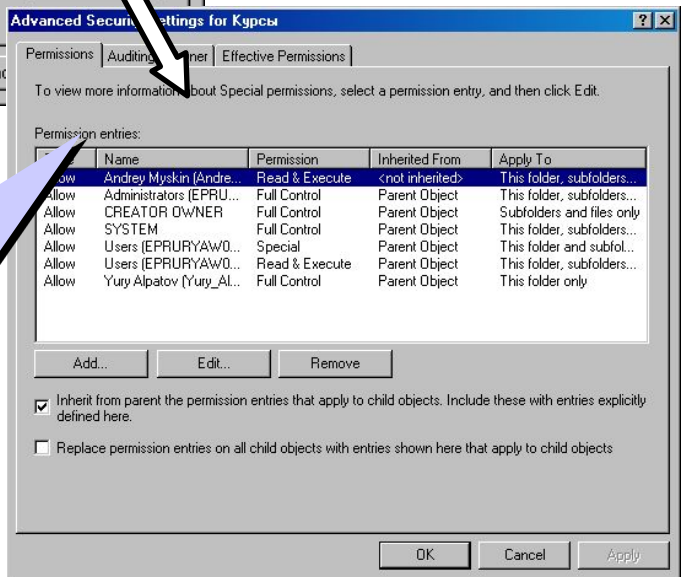 Advanced Security Settings for Курсы
Permissions Auditing Owner Effective Permissions
To view more information about Special permissions, select a permission entry, and then click Edit.
Permission entries:
Name Permission Inherited From Apply To
Allow Andrey Myskin (Andre... Read & Execute <not inherited> This folder, subfolders...
Allow Administrators (EPRU... Full Control Parent Object This folder, subfolders...
Allow CREATOR OWNER Full Control Parent Object Subfolders and files only
Allow SYSTEM Full Control Parent Object This folder, subfolders...
Allow Users (EPRURYAW0... Special Parent Object This folder and subfol...
Allow Users (EPRURYAW0... Read & Execute Parent Object This folder, subfolders...
Allow Yury Alpatov (Yury_Al... Full Control Parent Object This folder only
Add... Edit... Remove
Inherit from parent the permission entries that apply to child objects. Include these with entries explicitly
defined here.
Replace permission entries on all child objects with entries shown here that apply to child objects
OK Cancel Apply